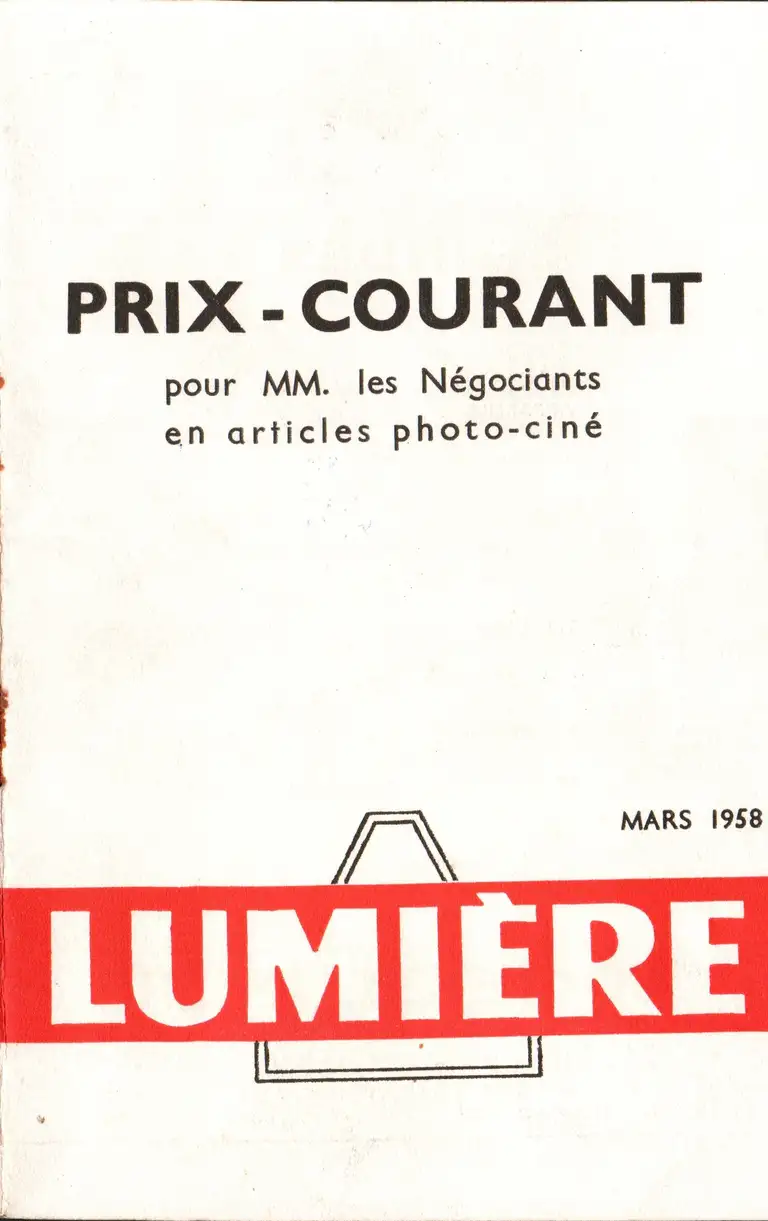 PRIX - COURANT
pour MM. les Négociants
en articles photo-ciné
MARS 1958
LUMIÈRE